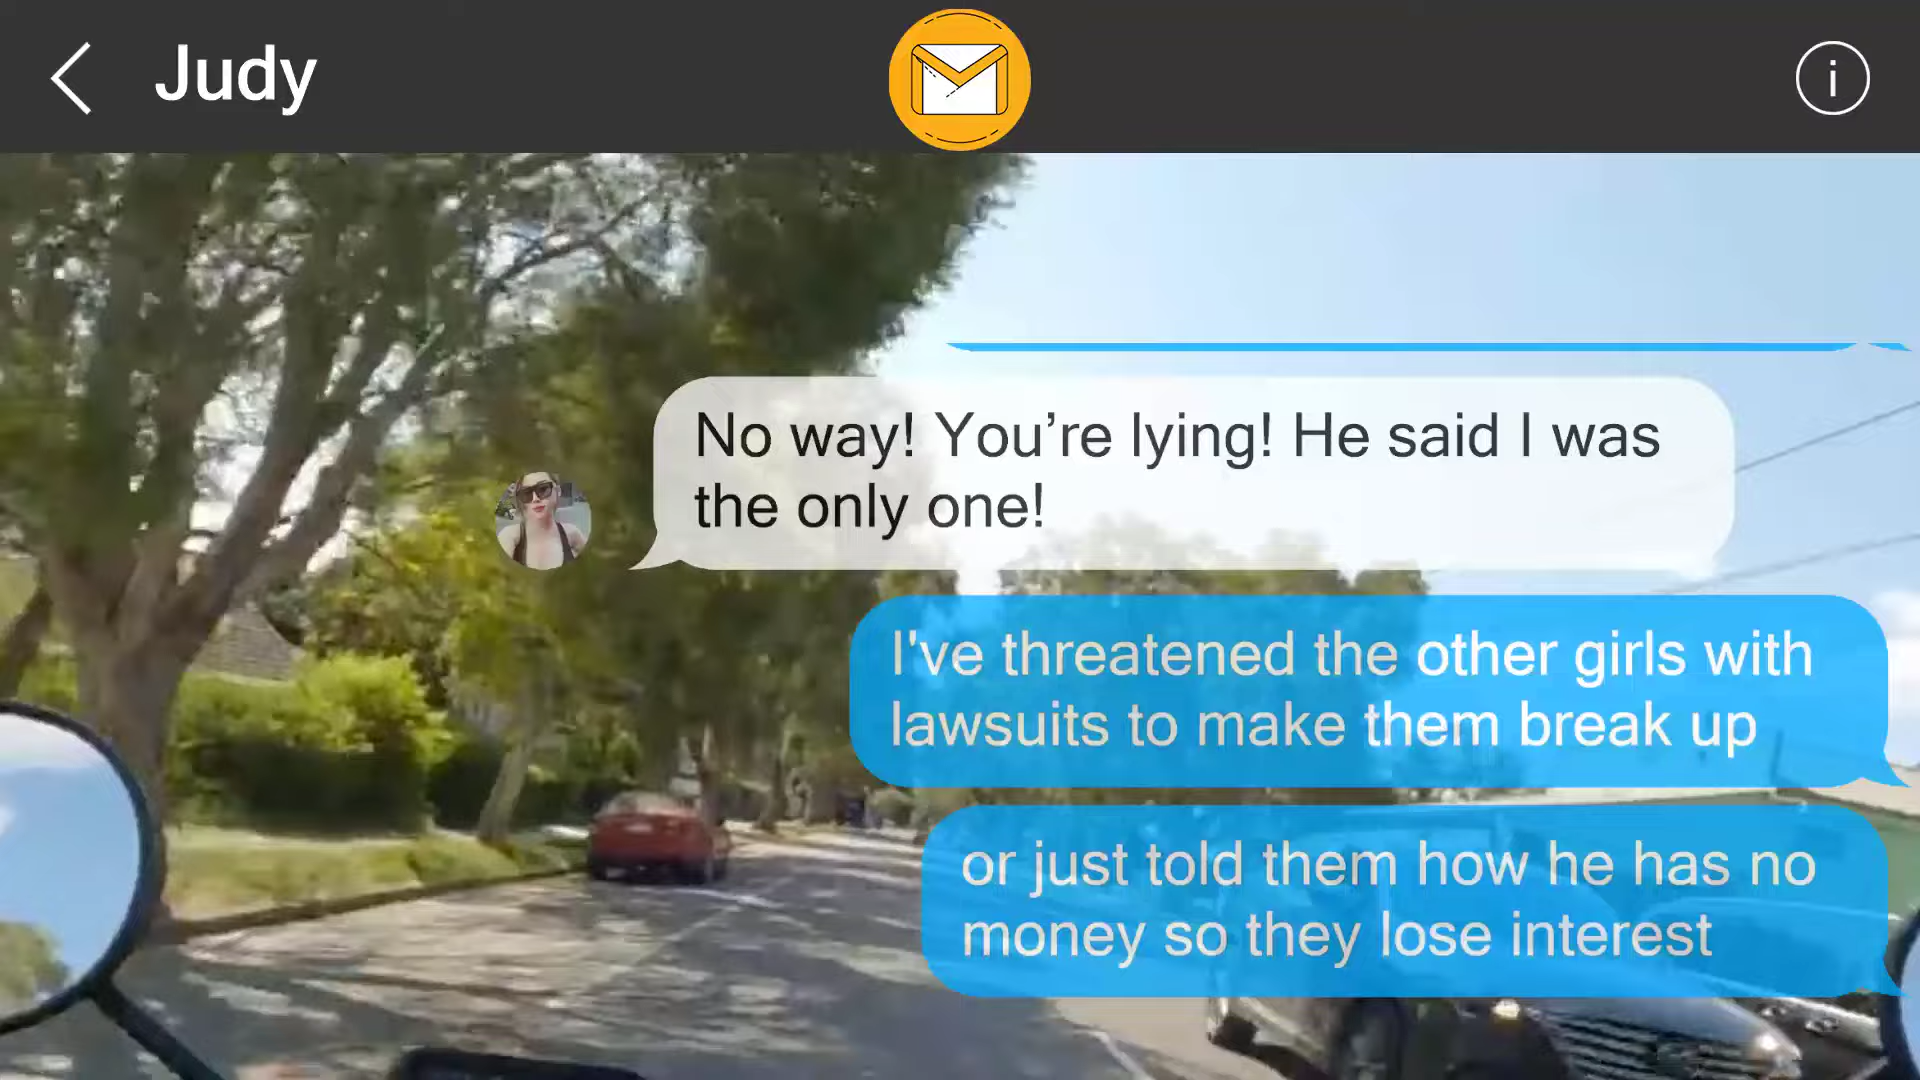 Judy
i
No way! You’re lying! He said I was
the only one!
I've threatened the other girls with
lawsuits to make them break up
or just told them how he has no
money so they lose interest